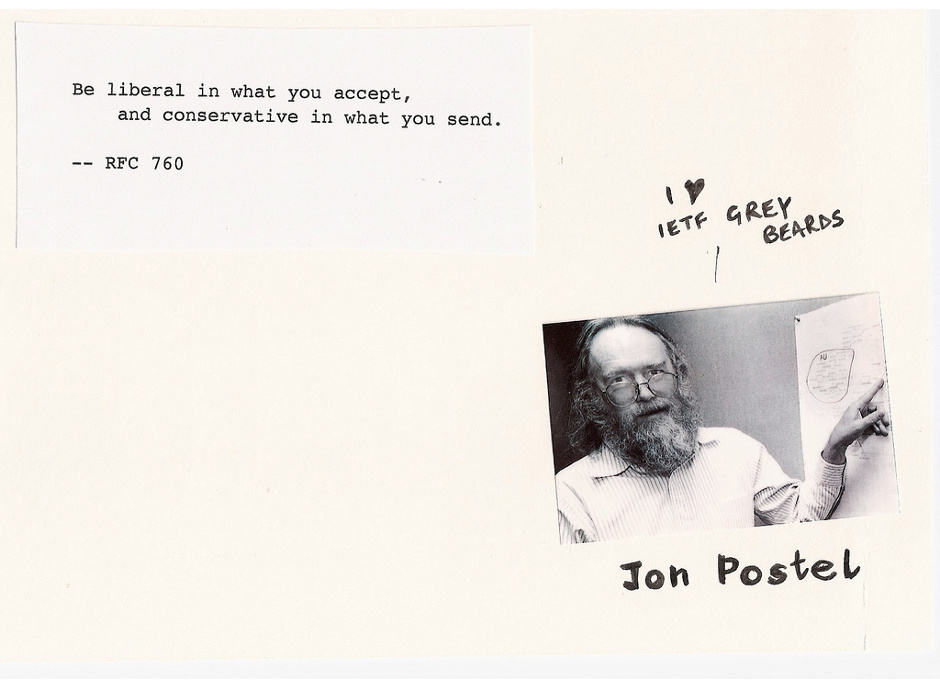 Be liberal in what you accept,
and conservative in what you send.
-- RFC 760
I ♥
IETF GREY
BEARDS
Jon Postel